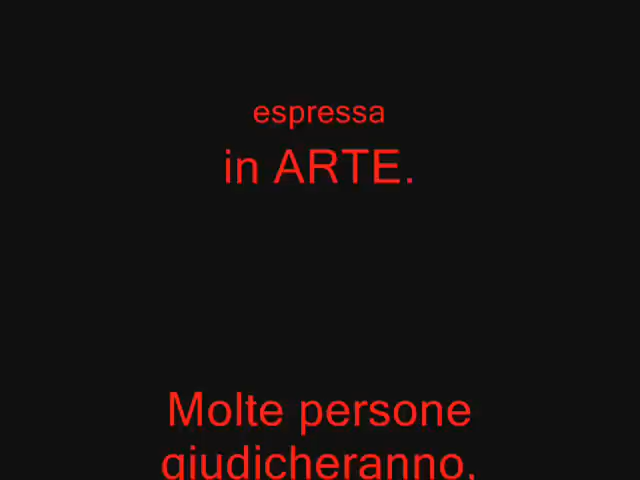 espressa
in ARTE.
Molte persone
giudicheranno,